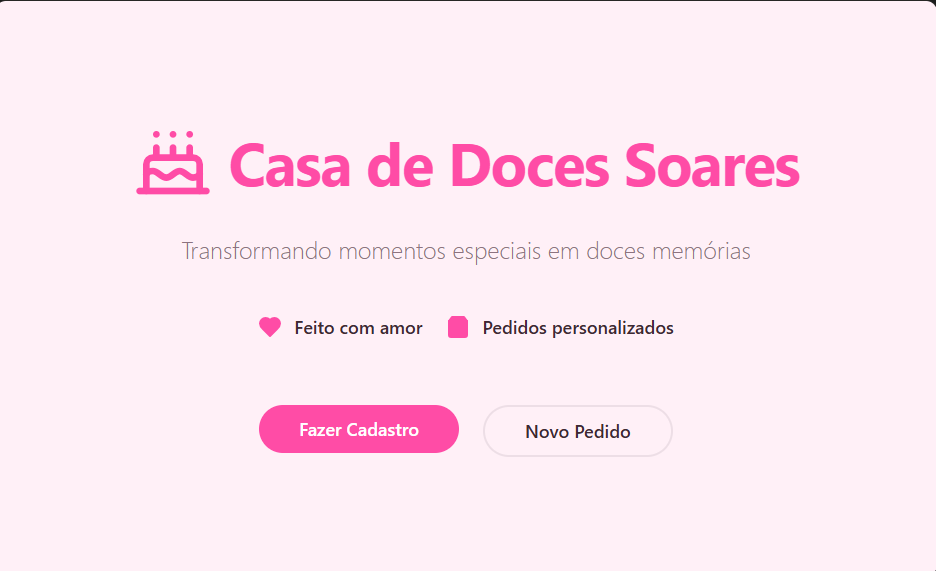 Casa de Doces Soares
Transformando momentos especiais em doces memórias
Feito com amor
Pedidos personalizados
Fazer Cadastro
Novo Pedido